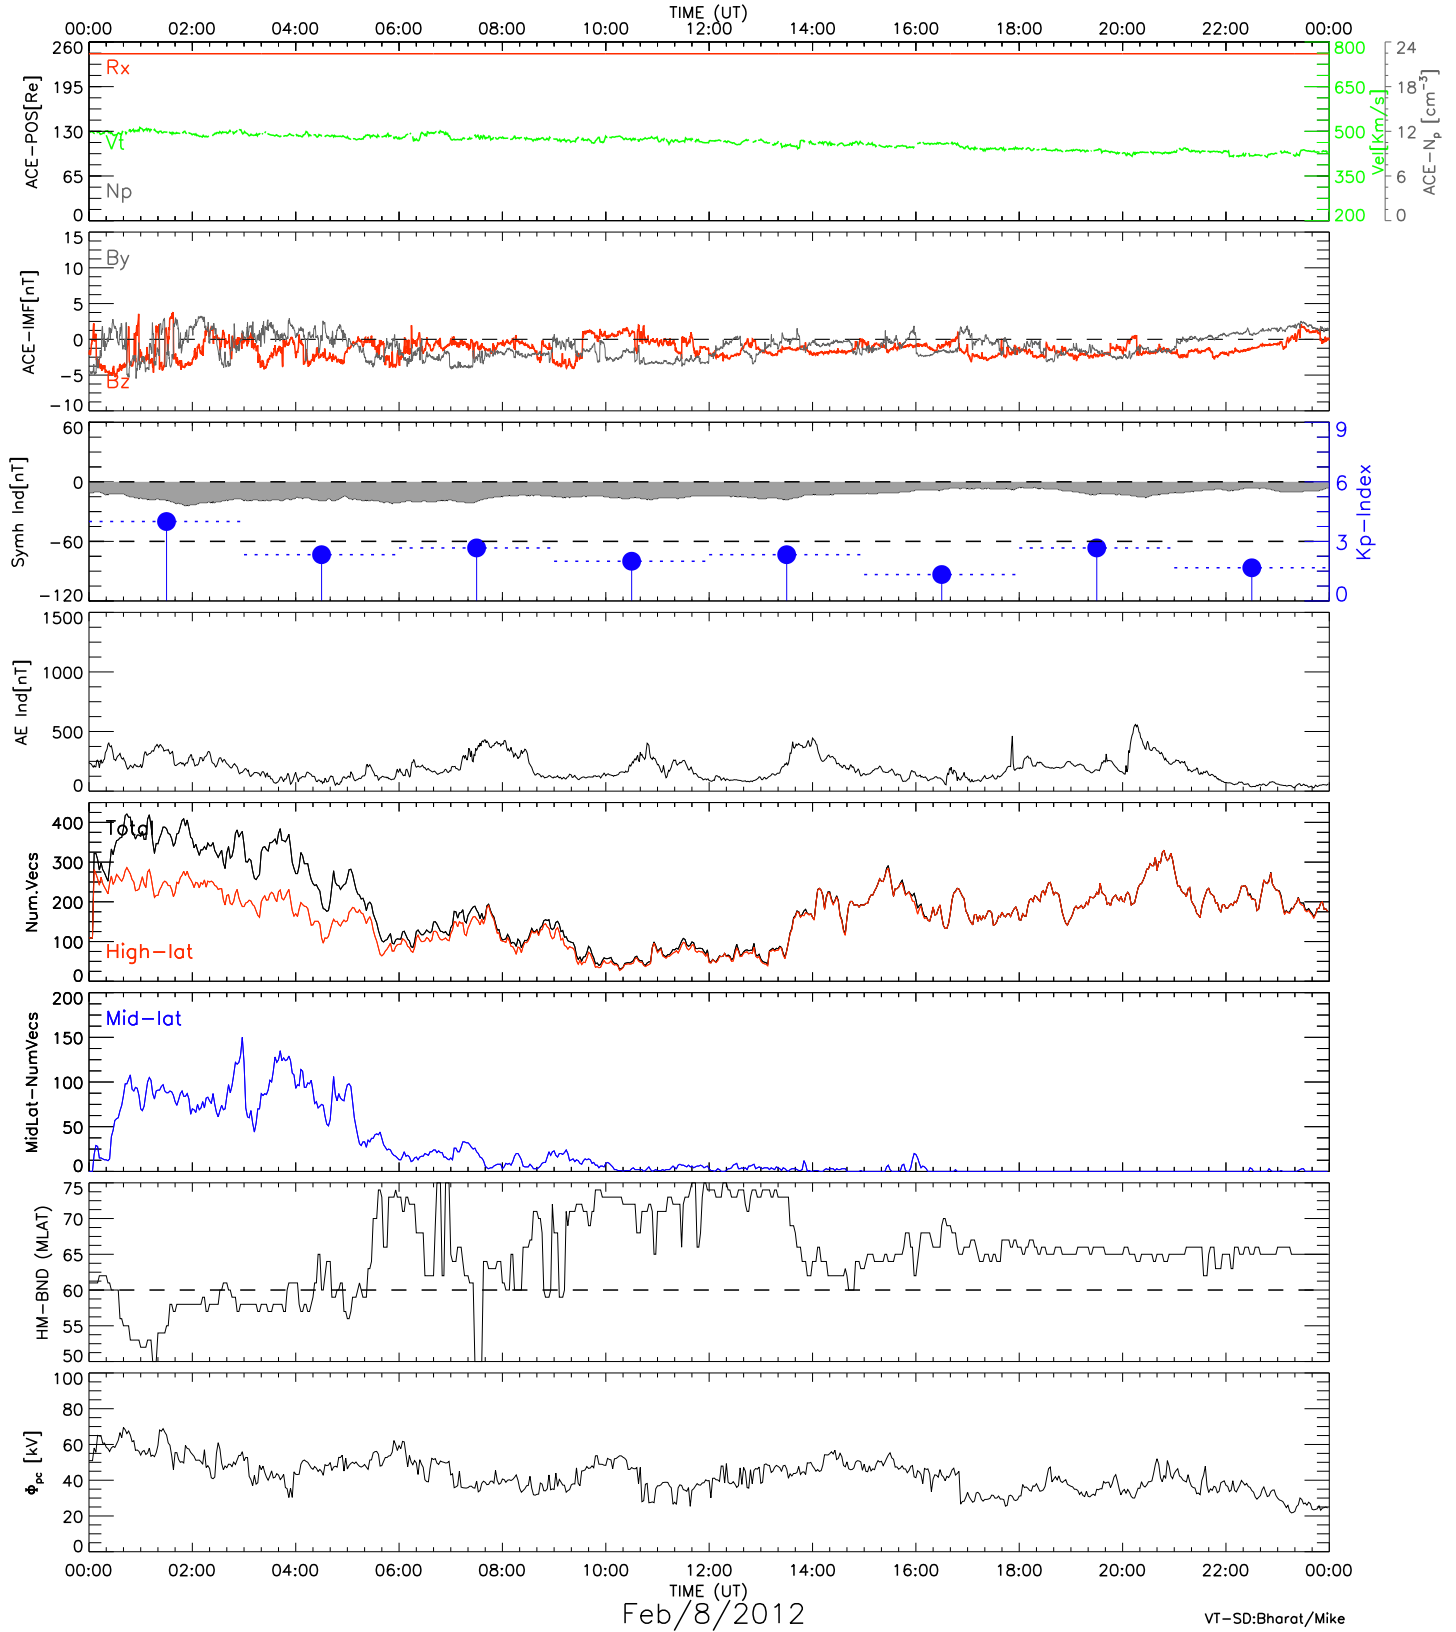 TIME (UT)
00:00 02:00 04:00 06:00 08:00 10:00 12:00 14:00 16:00 18:00 20:00 22:00 00:00
ACE-POS[Re]
260
195
130
65
0
Rx
Vt
Np
800
650
500
350
200
Vel[Km/s]
24
18
12
6
0
ACE-Np [cm⁻³]
ACE-IMF[nT]
15
10
5
0
-5
-10
By
Bz
Symh Ind[nT]
60
0
-60
-120
9
6
3
0
Kp-Index
AE Ind[nT]
1500
1000
500
0
Num.Vecs
400
300
200
100
0
Total
High-lat
MidLat-NumVecs
200
150
100
50
0
Mid-lat
HM-BND (MLAT)
75
70
65
60
55
50
Φpc [kV]
100
80
60
40
20
0
00:00 02:00 04:00 06:00 08:00 10:00 12:00 14:00 16:00 18:00 20:00 22:00 00:00
TIME (UT)
Feb/8/2012
VT-SD:Bharat/Mike